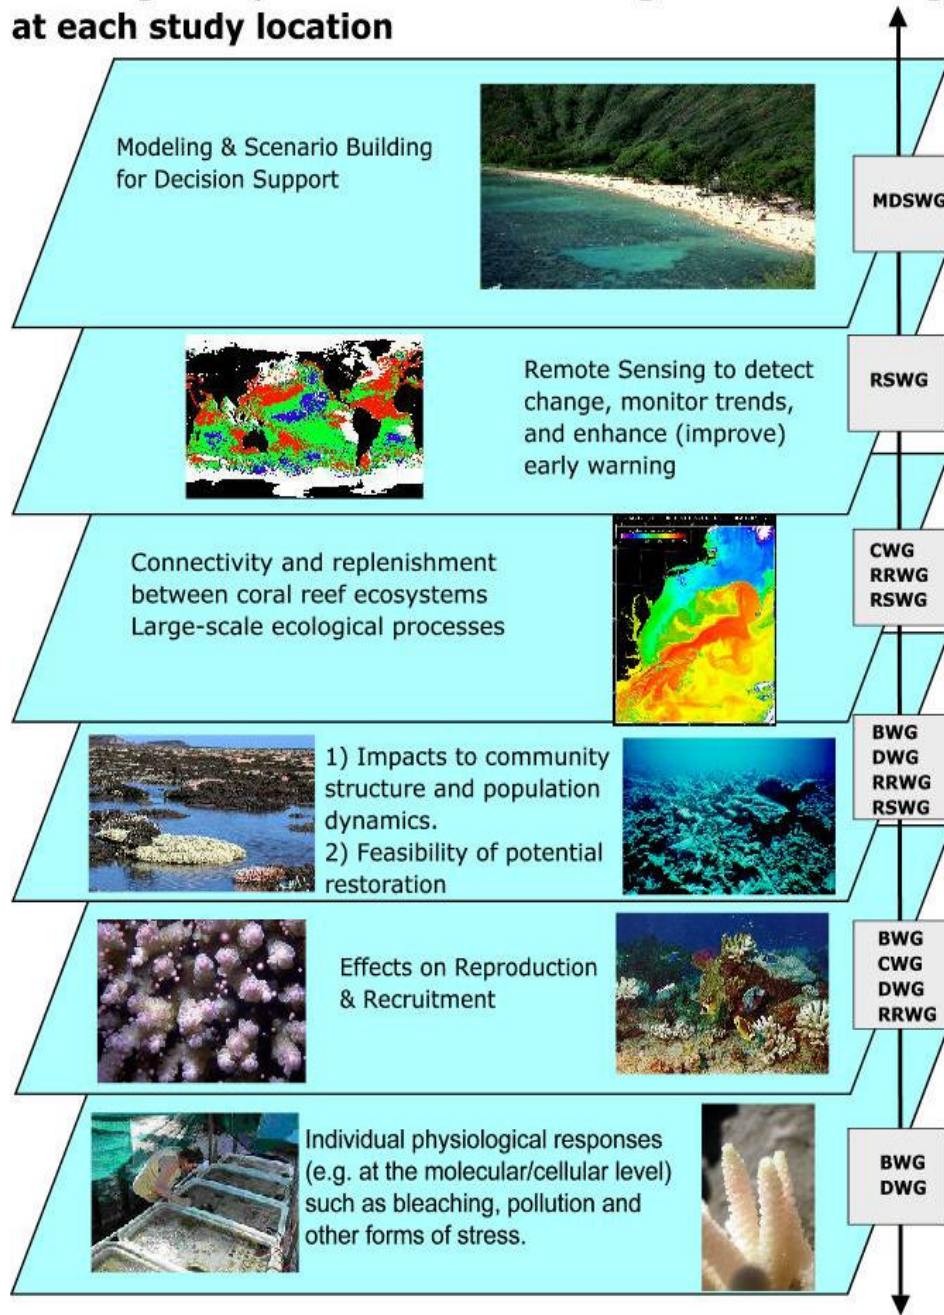 at each study location
Modeling & Scenario Building
for Decision Support
MDSWG
Remote Sensing to detect
change, monitor trends,
and enhance (improve)
early warning
RSWG
Connectivity and replenishment
between coral reef ecosystems
Large-scale ecological processes
CWG
RRWG
RSWG
1) Impacts to community
structure and population
dynamics.
2) Feasibility of potential
restoration
BWG
DWG
RRWG
RSWG
Effects on Reproduction
& Recruitment
BWG
CWG
DWG
RRWG
Individual physiological responses
(e.g. at the molecular/cellular level)
such as bleaching, pollution and
other forms of stress.
BWG
DWG